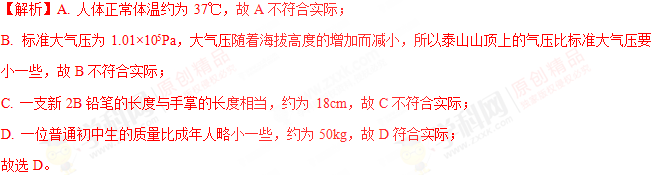 【解析】A. 人体正常体温约为 37℃，故 A 不符合实际；
B. 标准大气压为 1.01×10⁵Pa，大气压随着海拔高度的增加而减小，所以泰山山顶上的气压比标准大气压要
小一些，故 B 不符合实际；
C. 一支新 2B 铅笔的长度与手掌的长度相当，约为 18cm，故 C 不符合实际；
D. 一位普通初中生的质量比成年人略小一些，约为 50kg，故 D 符合实际；
故选 D。